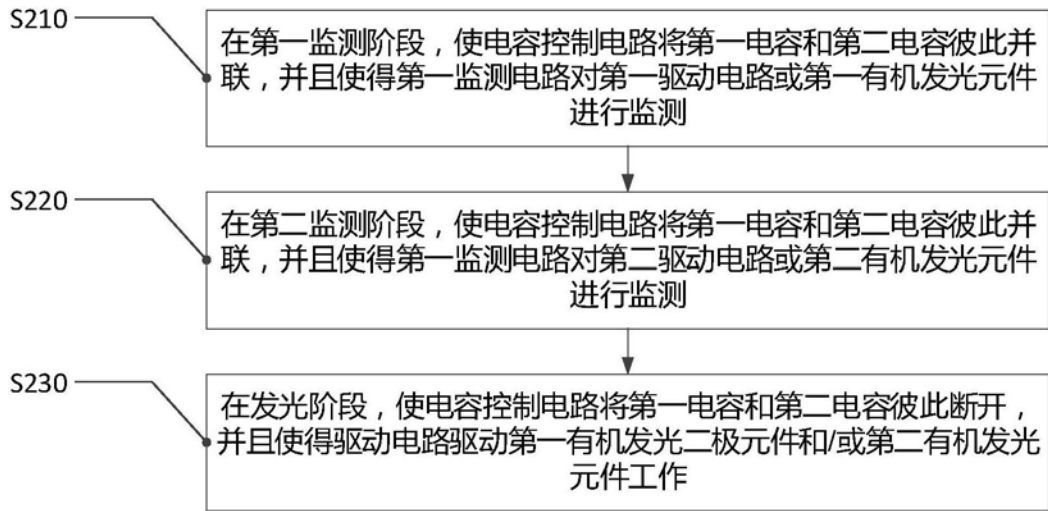 S210
在第一监测阶段，使电容控制电路将第一电容和第二电容彼此并
联，并且使得第一监测电路对第一驱动电路或第一有机发光元件
进行监测
S220
在第二监测阶段，使电容控制电路将第一电容和第二电容彼此并
联，并且使得第一监测电路对第二驱动电路或第二有机发光元件
进行监测
S230
在发光阶段，使电容控制电路将第一电容和第二电容彼此断开，
并且使得驱动电路驱动第一有机发光二极元件和/或第二有机发光
元件工作